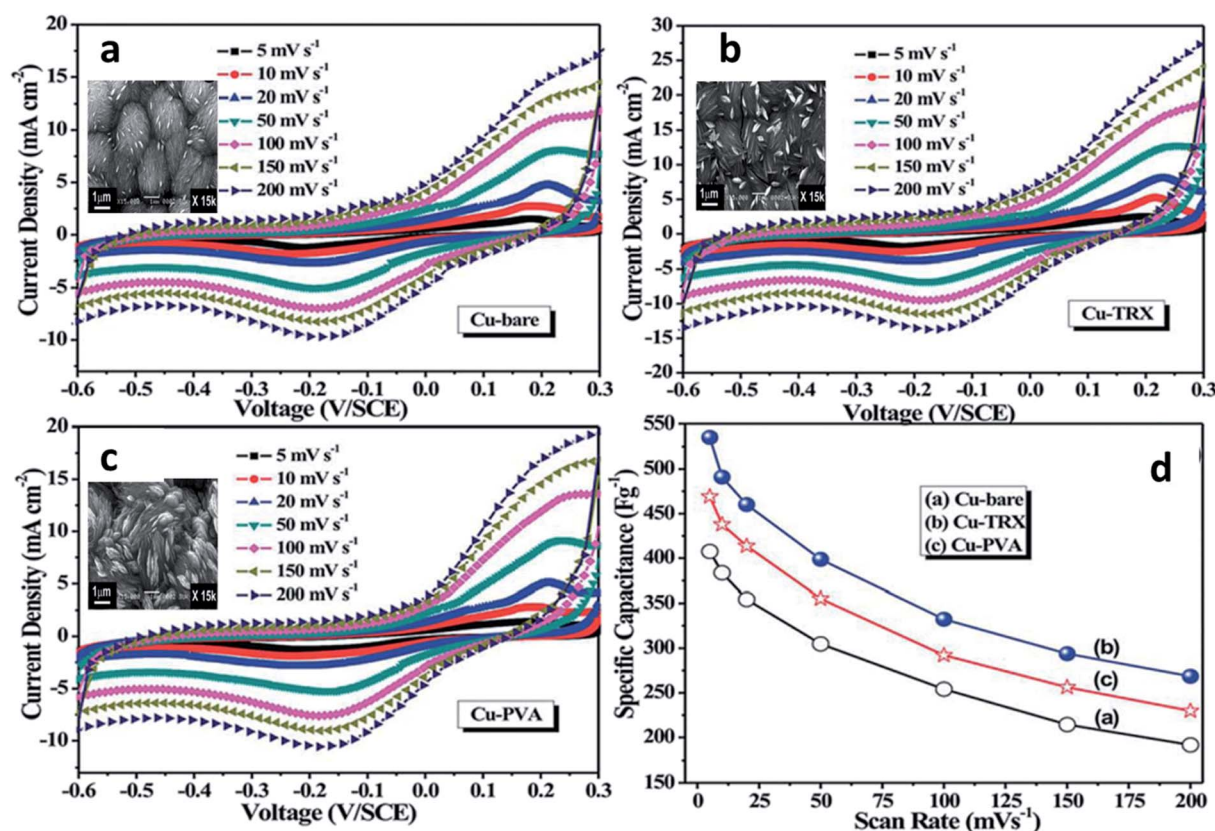 a
5 mV s⁻¹
10 mV s⁻¹
20 mV s⁻¹
50 mV s⁻¹
100 mV s⁻¹
150 mV s⁻¹
200 mV s⁻¹
1μm
X 15k
Cu-bare
20
15
10
5
0
-5
-10
Current Density (mA cm⁻²)
-0.6 -0.5 -0.4 -0.3 -0.2 -0.1 0.0 0.1 0.2 0.3
Voltage (V/SCE)
b
5 mV s⁻¹
10 mV s⁻¹
20 mV s⁻¹
50 mV s⁻¹
100 mV s⁻¹
150 mV s⁻¹
200 mV s⁻¹
1μm
X 15k
Cu-TRX
30
25
20
15
10
5
0
-5
-10
-15
-20
-25
Current Density (mA cm⁻²)
-0.6 -0.5 -0.4 -0.3 -0.2 -0.1 0.0 0.1 0.2 0.3
Voltage (V/SCE)
c
5 mV s⁻¹
10 mV s⁻¹
20 mV s⁻¹
50 mV s⁻¹
100 mV s⁻¹
150 mV s⁻¹
200 mV s⁻¹
1μm
X 15k
Cu-PVA
20
15
10
5
0
-5
-10
Current Density (mA cm⁻²)
-0.6 -0.5 -0.4 -0.3 -0.2 -0.1 0.0 0.1 0.2 0.3
Voltage (V/SCE)
d
(a) Cu-bare
(b) Cu-TRX
(c) Cu-PVA
(b)
(c)
(a)
550
500
450
400
350
300
250
200
150
Specific Capacitance (Fg⁻¹)
0 25 50 75 100 125 150 175 200
Scan Rate (mVs⁻¹)